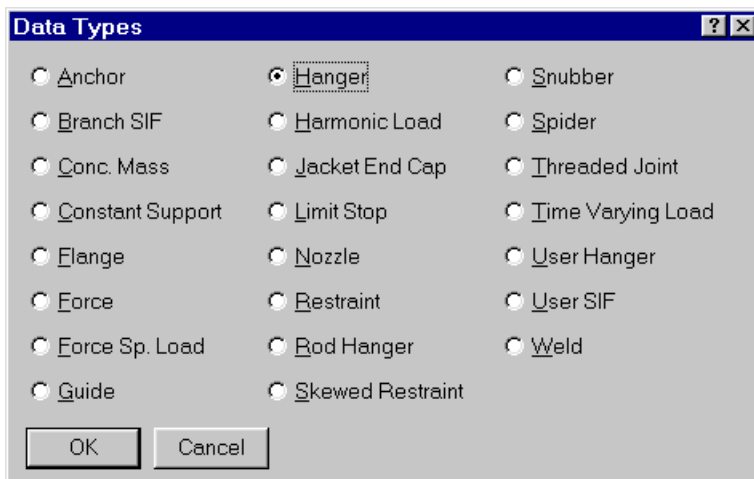 Data Types
Anchor
Hanger
Snubber
Branch SIF
Harmonic Load
Spider
Conc. Mass
Jacket End Cap
Threaded Joint
Constant Support
Limit Stop
Time Varying Load
Flange
Nozzle
User Hanger
Force
Restraint
User SIF
Force Sp. Load
Rod Hanger
Weld
Guide
Skewed Restraint
OK
Cancel